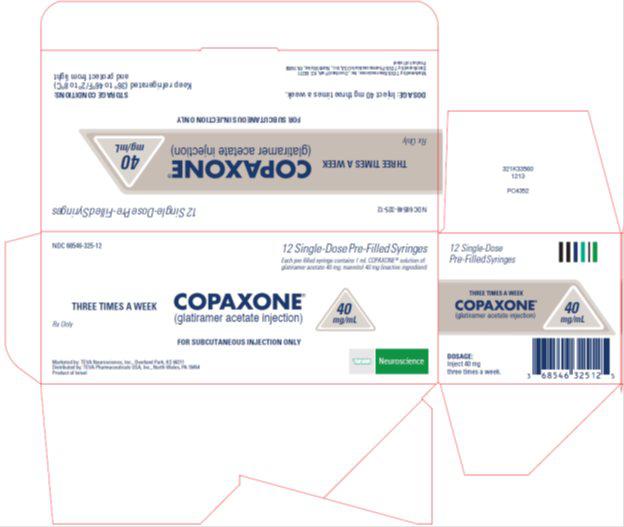 STORAGE CONDITIONS:
Keep refrigerated (36° to 46°F/2° to 8°C)
and protect from light
DOSAGE: Inject 40 mg three times a week.
Marketed by: TEVA Neuroscience, Inc., Overland Park, KS 66211
Distributed by: TEVA Pharmaceuticals USA, Inc., North Wales, PA 19454
Product of Israel
FOR SUBCUTANEOUS INJECTION ONLY
THREE TIMES A WEEK
COPAXONE®
(glatiramer acetate injection)
40
mg/mL
Rx Only
12 Single-Dose Pre-Filled Syringes
NDC 68546-325-12
321K33560
1213
PC4352
NDC 68546-325-12
12 Single-Dose Pre-Filled Syringes
Each pre-filled syringe contains 1 mL COPAXONE® solution of
glatiramer acetate 40 mg, mannitol 40 mg (inactive ingredient)
THREE TIMES A WEEK
COPAXONE®
(glatiramer acetate injection)
40
mg/mL
Rx Only
FOR SUBCUTANEOUS INJECTION ONLY
Marketed by: TEVA Neuroscience, Inc., Overland Park, KS 66211
Distributed by: TEVA Pharmaceuticals USA, Inc., North Wales, PA 19454
Product of Israel
TEVA Neuroscience
12 Single-Dose
Pre-Filled Syringes
THREE TIMES A WEEK
COPAXONE®
(glatiramer acetate injection)
40
mg/mL
DOSAGE:
Inject 40 mg
three times a week.
3 68546 32512 5